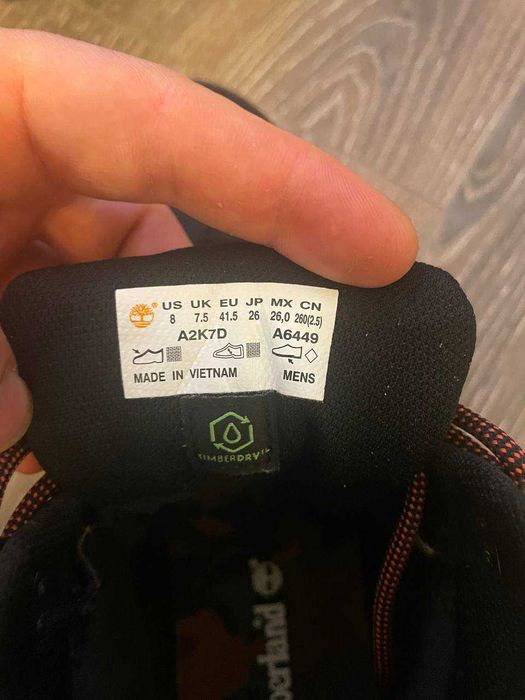 US UK EU JP MX CN
8 7.5 41.5 26 26,0 260(2.5)
A2K7D A6449
MADE IN VIETNAM MENS
TIMBERDRY